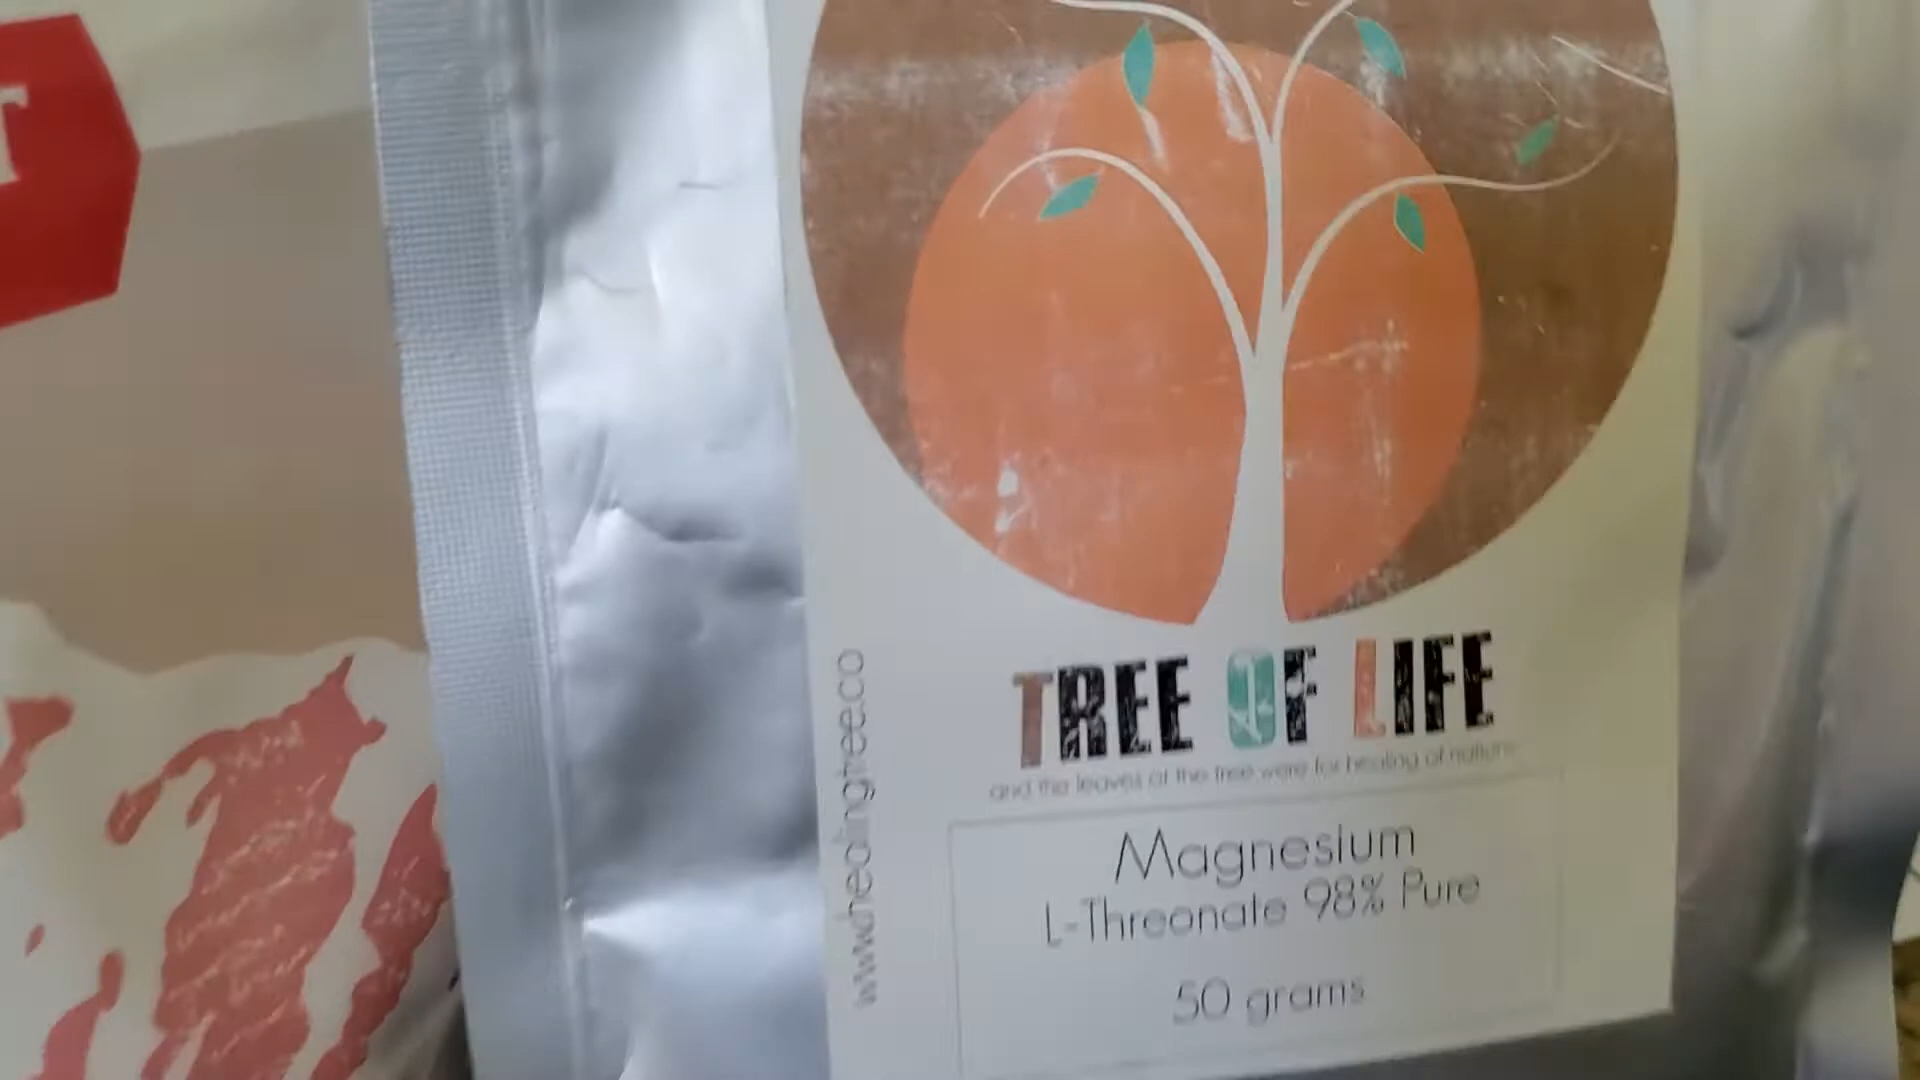 T
TREE OF LIFE
and the leaves of the tree were for healing of nations
Magnesium
L-Threonate 98% Pure
50 grams
www.healingtree.co